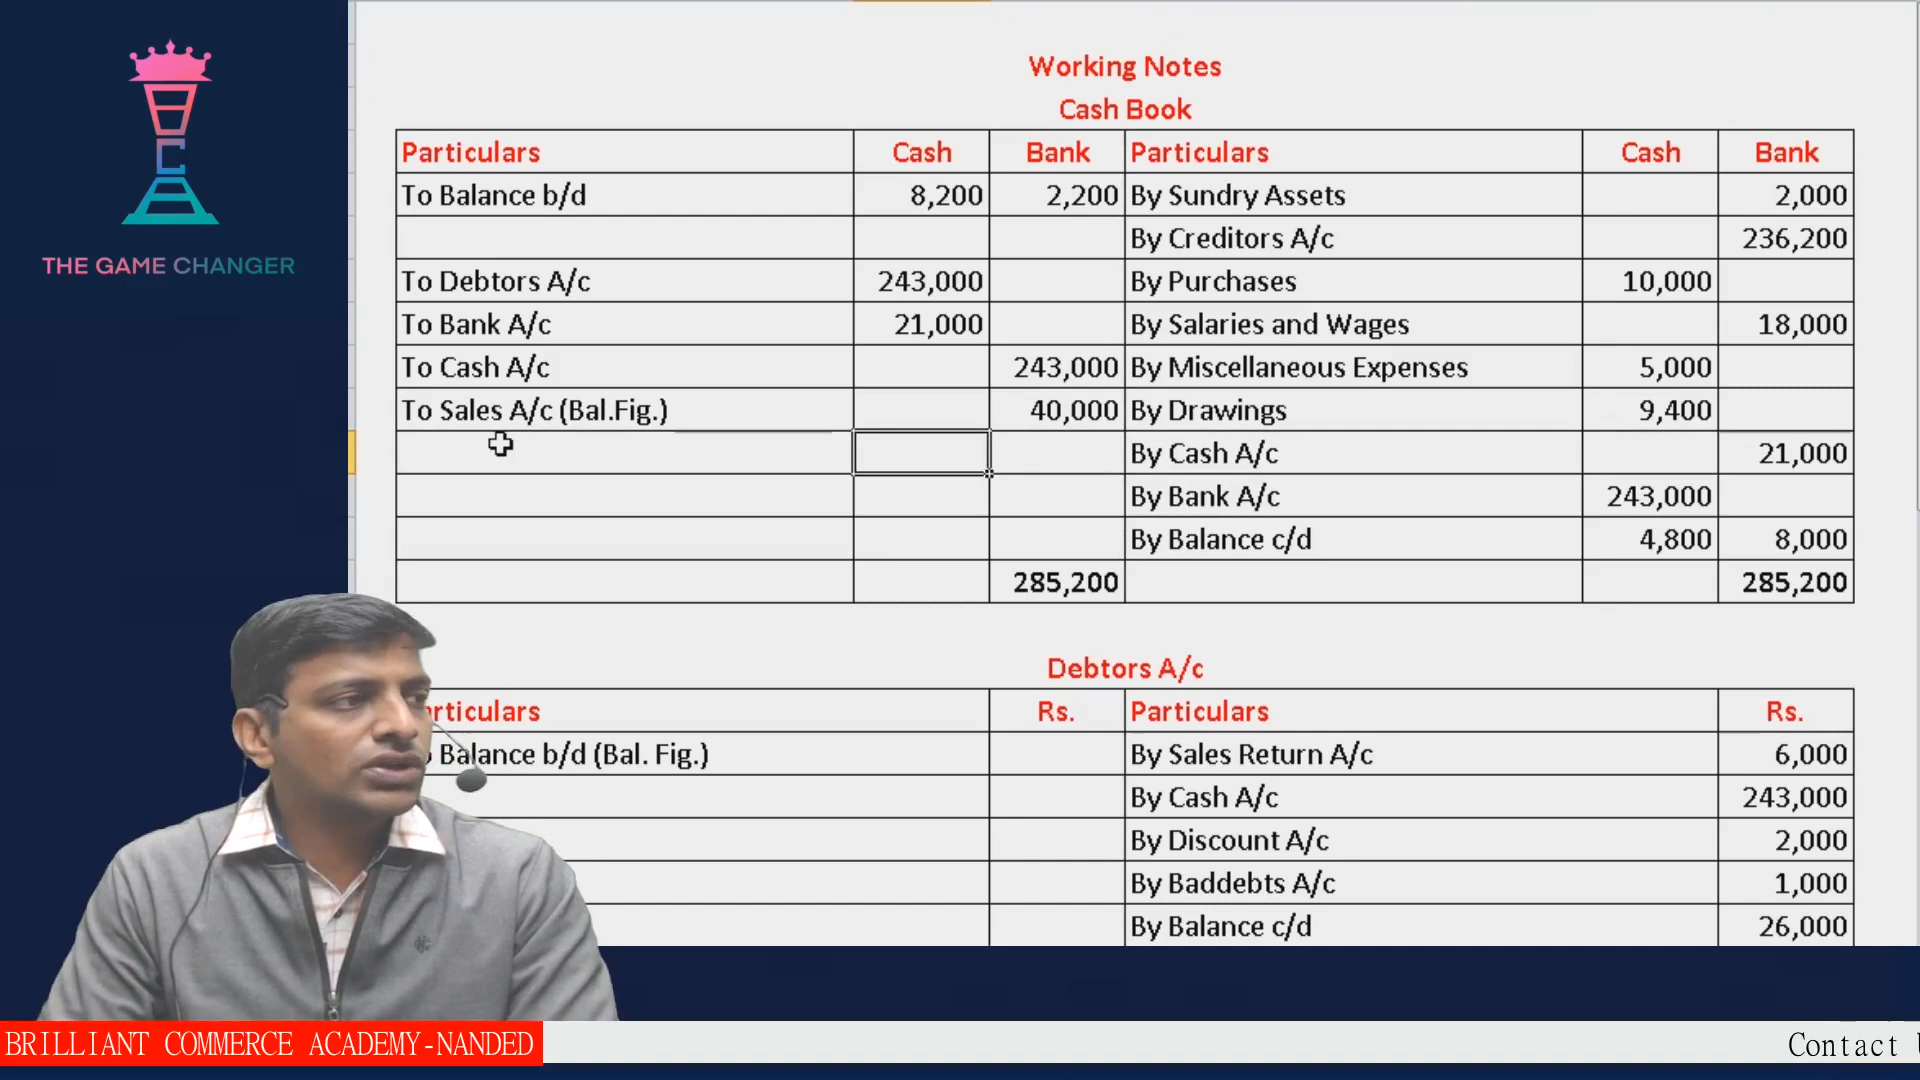 THE GAME CHANGER
Working Notes
Cash Book
Particulars Cash Bank Particulars Cash Bank
To Balance b/d 8,200 2,200 By Sundry Assets 2,000
By Creditors A/c 236,200
To Debtors A/c 243,000 By Purchases 10,000
To Bank A/c 21,000 By Salaries and Wages 18,000
To Cash A/c 243,000 By Miscellaneous Expenses 5,000
To Sales A/c (Bal.Fig.) 40,000 By Drawings 9,400
By Cash A/c 21,000
By Bank A/c 243,000
By Balance c/d 4,800 8,000
285,200 285,200
Debtors A/c
rticulars Rs. Particulars Rs.
Balance b/d (Bal. Fig.) By Sales Return A/c 6,000
By Cash A/c 243,000
By Discount A/c 2,000
By Baddebts A/c 1,000
By Balance c/d 26,000
BRILLIANT COMMERCE ACADEMY-NANDED
Contact